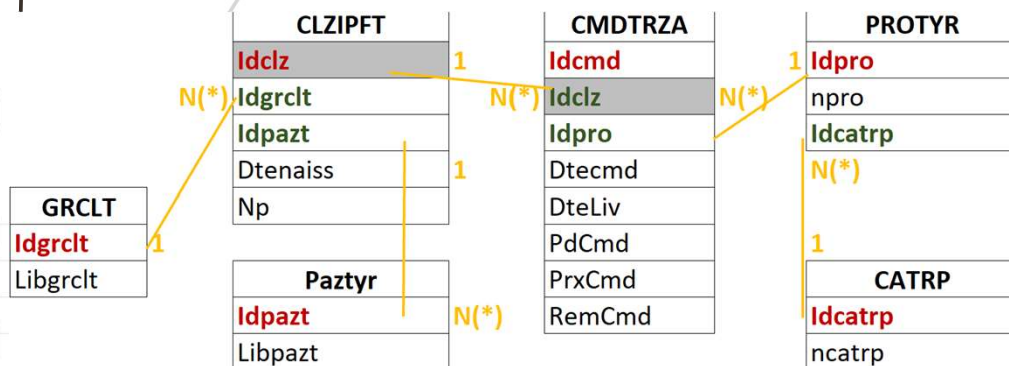 CLZIPFT
Idclz
1
N(*)
Idgrclt
Idpazt
Dtenaiss
1
Np
GRCLT
Idgrclt
1
Libgrclt
Paztyr
Idpazt
N(*)
Libpazt
CMDTRZA
Idcmd
N(*)
Idclz
N(*)
Idpro
Dtecmd
DteLiv
PdCmd
PrxCmd
RemCmd
PROTYR
1
Idpro
npro
Idcatrp
N(*)
1
CATRP
Idcatrp
ncatrp